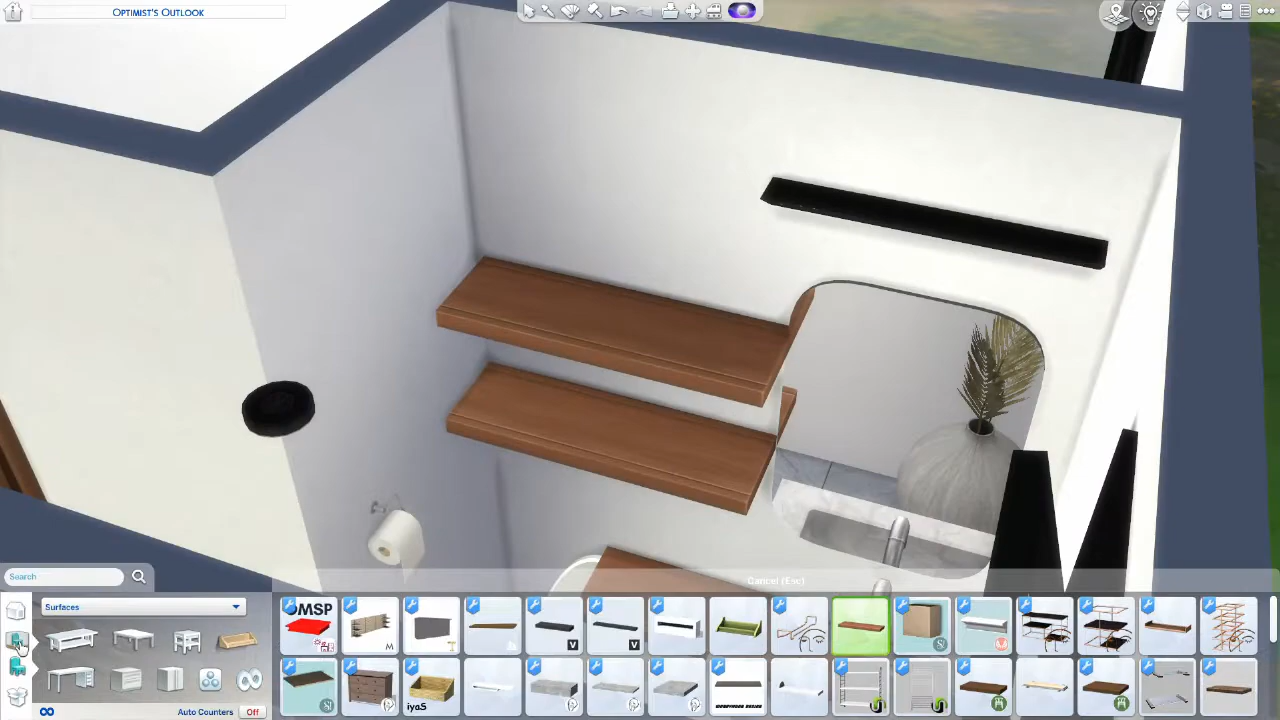 OPTIMIST'S OUTLOOK
Cancel (Esc)
Search
Surfaces
MSP
M
V
V
iyaS
Auto Counters
Off